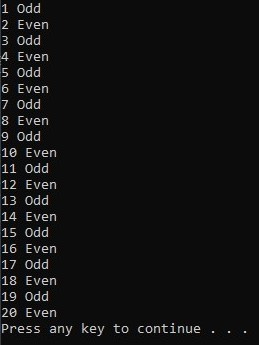 1 Odd
2 Even
3 Odd
4 Even
5 Odd
6 Even
7 Odd
8 Even
9 Odd
10 Even
11 Odd
12 Even
13 Odd
14 Even
15 Odd
16 Even
17 Odd
18 Even
19 Odd
20 Even
Press any key to continue . . .